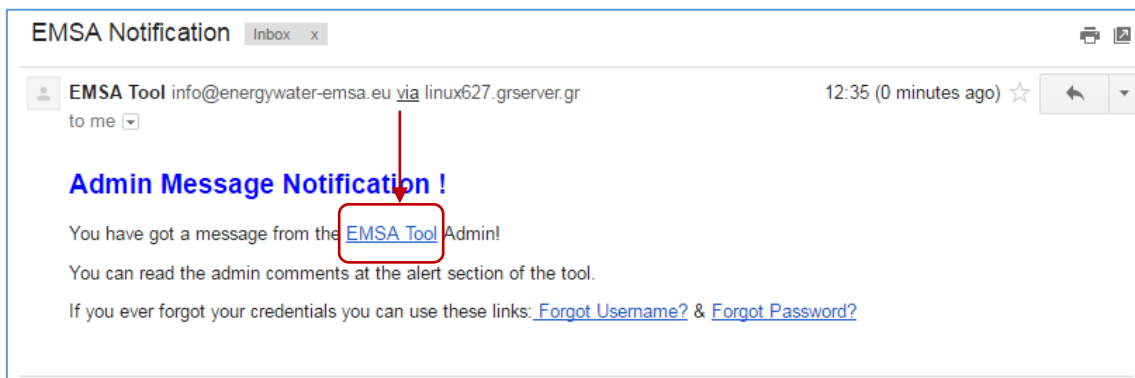 EMSA Notification Inbox x
EMSA Tool info@energywater-emsa.eu via linux627.grserver.gr 12:35 (0 minutes ago)
to me
Admin Message Notification !
You have got a message from the EMSA Tool Admin!
You can read the admin comments at the alert section of the tool.
If you ever forgot your credentials you can use these links: Forgot Username? & Forgot Password?